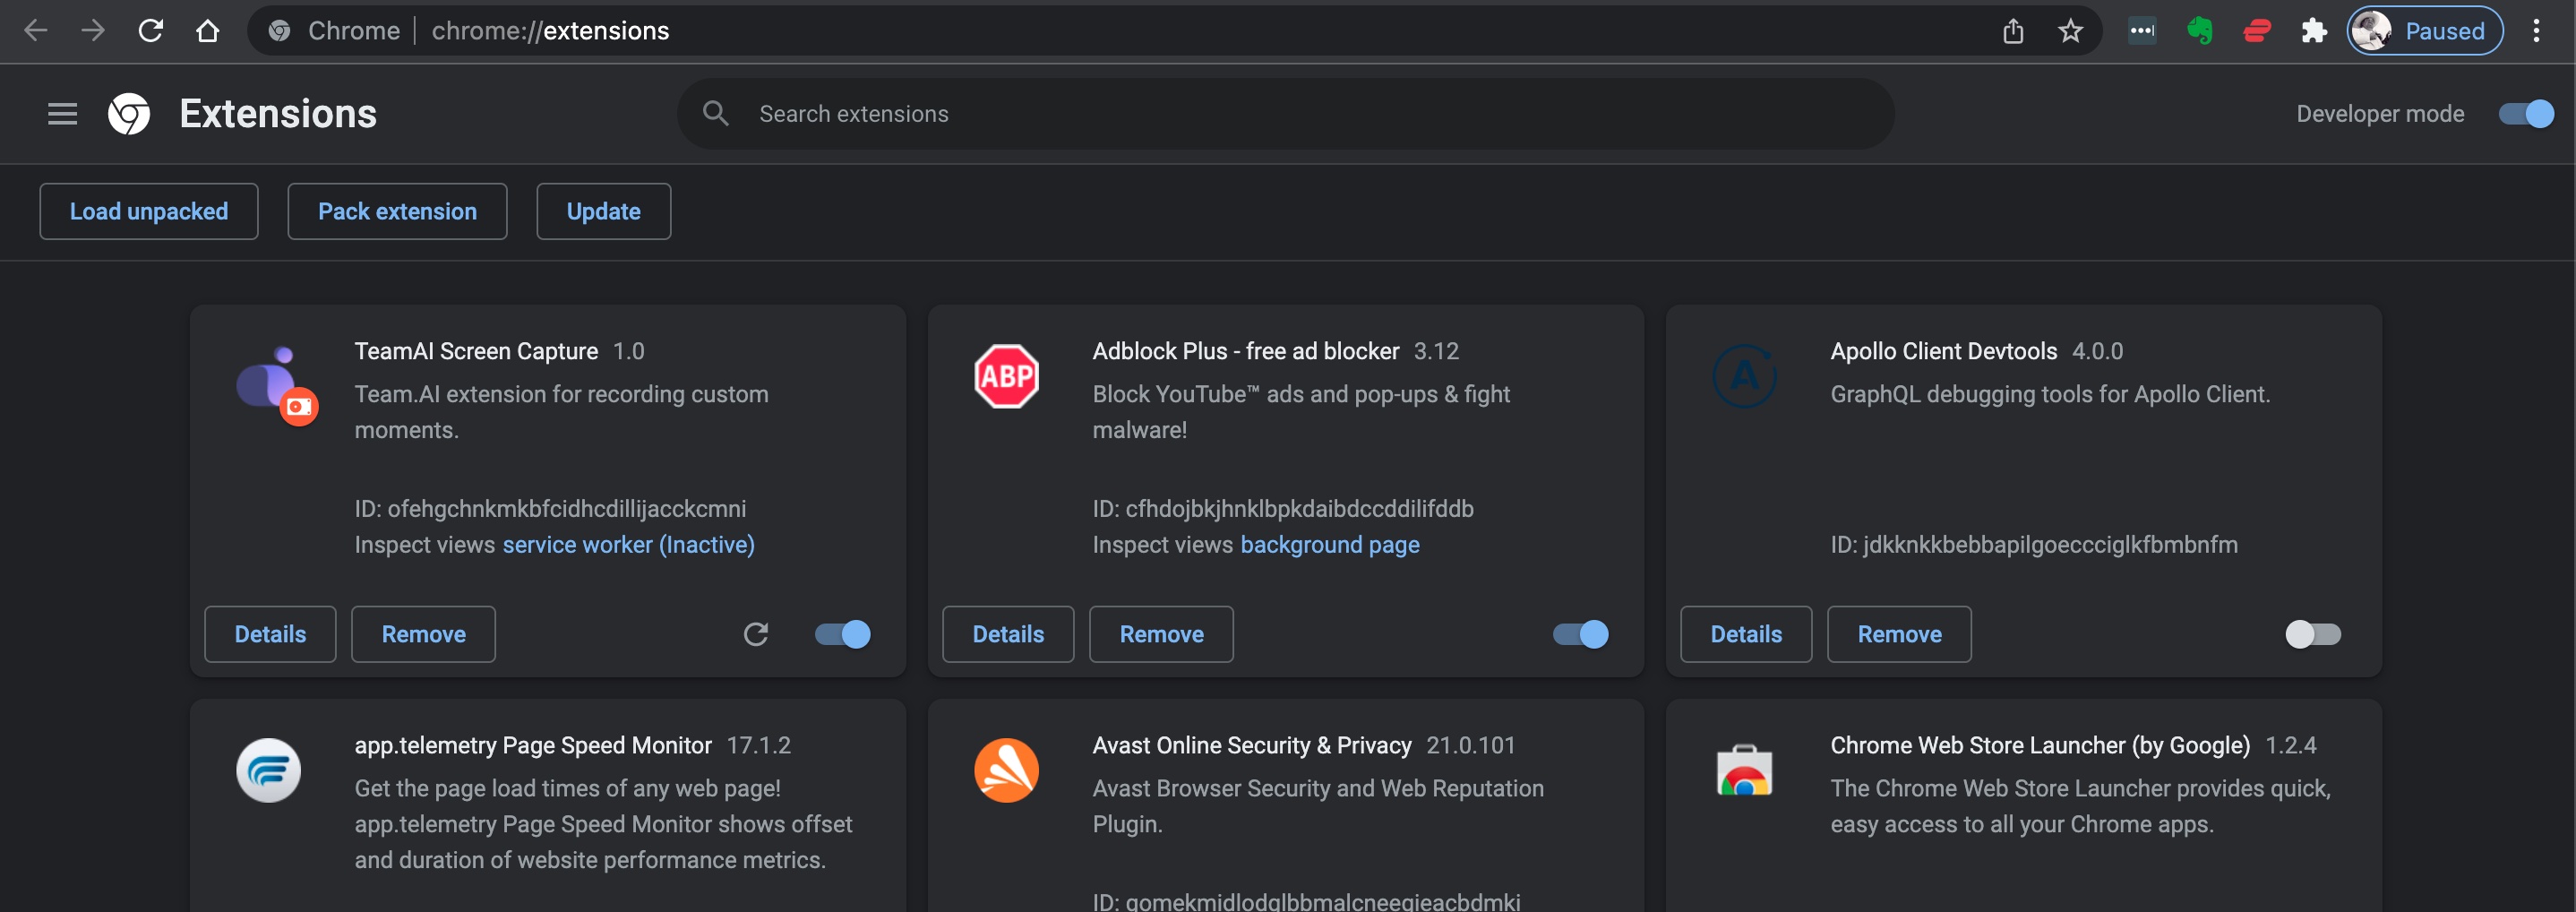 Chrome | chrome://extensions
Paused
Extensions
Search extensions
Developer mode
Load unpacked
Pack extension
Update
TeamAI Screen Capture 1.0
Team.AI extension for recording custom
moments.
ID: ofehgchnkmkbfcidhcdillijacckcmni
Inspect views service worker (Inactive)
Details
Remove
ABP
Adblock Plus - free ad blocker 3.12
Block YouTube™ ads and pop-ups & fight
malware!
ID: cfhdojbkjhnklbpkdaibdccddilifddb
Inspect views background page
Details
Remove
A
Apollo Client Devtools 4.0.0
GraphQL debugging tools for Apollo Client.
ID: jdkknkkbebbapilgoeccciglkfbmbnfm
Details
Remove
app.telemetry Page Speed Monitor 17.1.2
Get the page load times of any web page!
app.telemetry Page Speed Monitor shows offset
and duration of website performance metrics.
Avast Online Security & Privacy 21.0.101
Avast Browser Security and Web Reputation
Plugin.
ID: gomekmidlodglbbmalcneegieacbdmki
Chrome Web Store Launcher (by Google) 1.2.4
The Chrome Web Store Launcher provides quick,
easy access to all your Chrome apps.